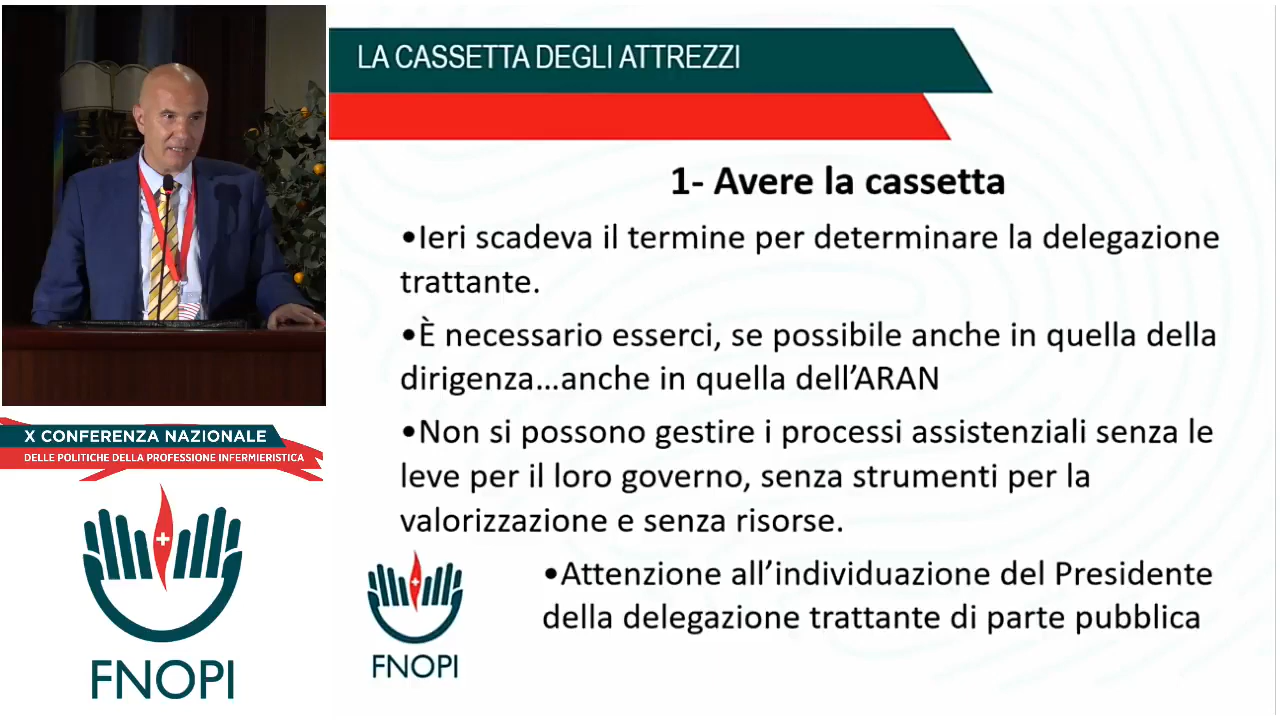 LA CASSETTA DEGLI ATTREZZI
1- Avere la cassetta
•Ieri scadeva il termine per determinare la delegazione
trattante.
•È necessario esserci, se possibile anche in quella della
dirigenza…anche in quella dell’ARAN
•Non si possono gestire i processi assistenziali senza le
leve per il loro governo, senza strumenti per la
valorizzazione e senza risorse.
•Attenzione all’individuazione del Presidente
della delegazione trattante di parte pubblica
FNOPI
X CONFERENZA NAZIONALE
DELLE POLITICHE DELLA PROFESSIONE INFERMIERISTICA
FNOPI